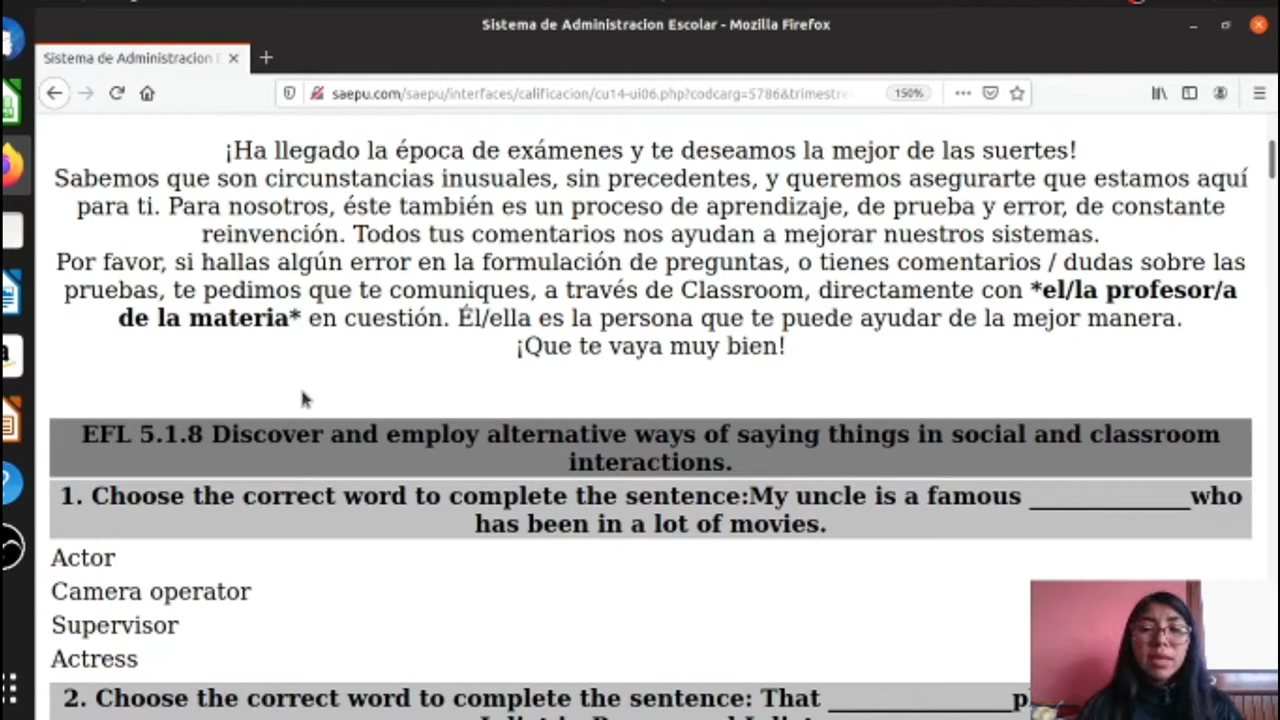 Sistema de Administracion Escolar - Mozilla Firefox
Sistema de Administracion E
saepu.com/saepu/interfaces/calificacion/cu14-ui06.php?codcarg=5786&trimestre
150%
¡Ha llegado la época de exámenes y te deseamos la mejor de las suertes!
Sabemos que son circunstancias inusuales, sin precedentes, y queremos asegurarte que estamos aquí
para ti. Para nosotros, éste también es un proceso de aprendizaje, de prueba y error, de constante
reinvención. Todos tus comentarios nos ayudan a mejorar nuestros sistemas.
Por favor, si hallas algún error en la formulación de preguntas, o tienes comentarios / dudas sobre las
pruebas, te pedimos que te comuniques, a través de Classroom, directamente con *el/la profesor/a
de la materia* en cuestión. Él/ella es la persona que te puede ayudar de la mejor manera.
¡Que te vaya muy bien!
EFL 5.1.8 Discover and employ alternative ways of saying things in social and classroom
interactions.
1. Choose the correct word to complete the sentence:My uncle is a famous _____________who
has been in a lot of movies.
Actor
Camera operator
Supervisor
Actress
2. Choose the correct word to complete the sentence: That _______________p